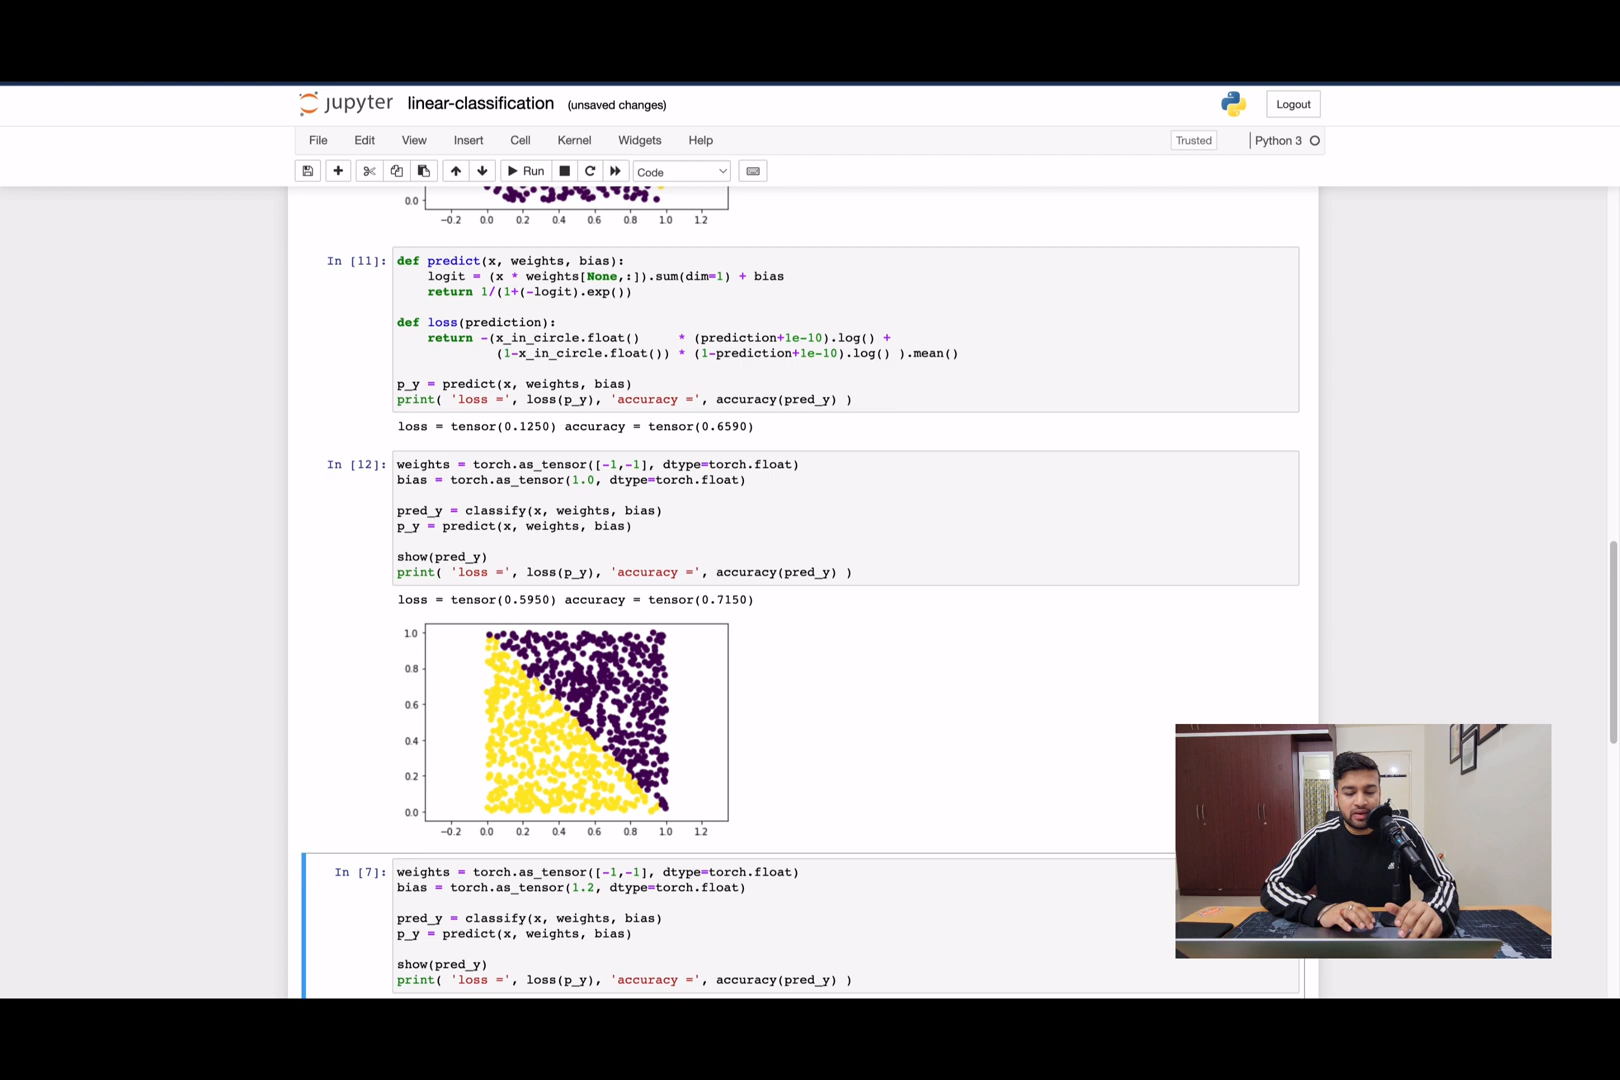 jupyter linear-classification (unsaved changes) Logout
File Edit View Insert Cell Kernel Widgets Help Trusted Python 3
Run Code
0.0
−0.2 0.0 0.2 0.4 0.6 0.8 1.0 1.2
In [11]: def predict(x, weights, bias):
logit = (x * weights[None,:]).sum(dim=1) + bias
return 1/(1+(-logit).exp())
def loss(prediction):
return -(x_in_circle.float() * (prediction+1e-10).log() +
(1-x_in_circle.float()) * (1-prediction+1e-10).log() ).mean()
p_y = predict(x, weights, bias)
print( 'loss =', loss(p_y), 'accuracy =', accuracy(pred_y) )
loss = tensor(0.1250) accuracy = tensor(0.6590)
In [12]: weights = torch.as_tensor([-1,-1], dtype=torch.float)
bias = torch.as_tensor(1.0, dtype=torch.float)
pred_y = classify(x, weights, bias)
p_y = predict(x, weights, bias)
show(pred_y)
print( 'loss =', loss(p_y), 'accuracy =', accuracy(pred_y) )
loss = tensor(0.5950) accuracy = tensor(0.7150)
1.0
0.8
0.6
0.4
0.2
0.0
−0.2 0.0 0.2 0.4 0.6 0.8 1.0 1.2
In [7]: weights = torch.as_tensor([-1,-1], dtype=torch.float)
bias = torch.as_tensor(1.2, dtype=torch.float)
pred_y = classify(x, weights, bias)
p_y = predict(x, weights, bias)
show(pred_y)
print( 'loss =', loss(p_y), 'accuracy =', accuracy(pred_y) )